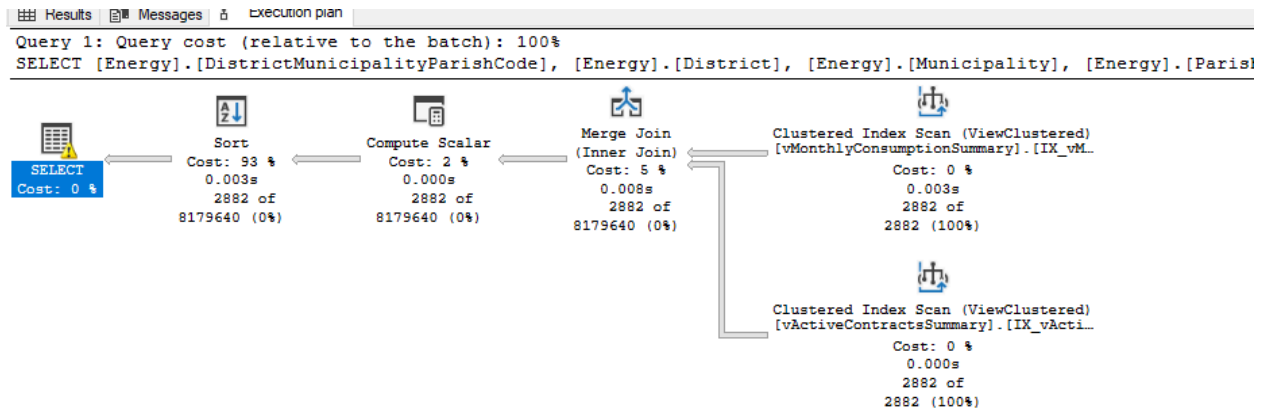 Results Messages Execution plan
Query 1: Query cost (relative to the batch): 100%
SELECT [Energy].[DistrictMunicipalityParishCode], [Energy].[District], [Energy].[Municipality], [Energy].[Parish
SELECT
Cost: 0 %
Sort
Cost: 93 %
0.003s
2882 of
8179640 (0%)
Compute Scalar
Cost: 2 %
0.000s
2882 of
8179640 (0%)
Merge Join
(Inner Join)
Cost: 5 %
0.008s
2882 of
8179640 (0%)
Clustered Index Scan (ViewClustered)
[vMonthlyConsumptionSummary].[IX_vM…
Cost: 0 %
0.003s
2882 of
2882 (100%)
Clustered Index Scan (ViewClustered)
[vActiveContractsSummary].[IX_vActi…
Cost: 0 %
0.000s
2882 of
2882 (100%)